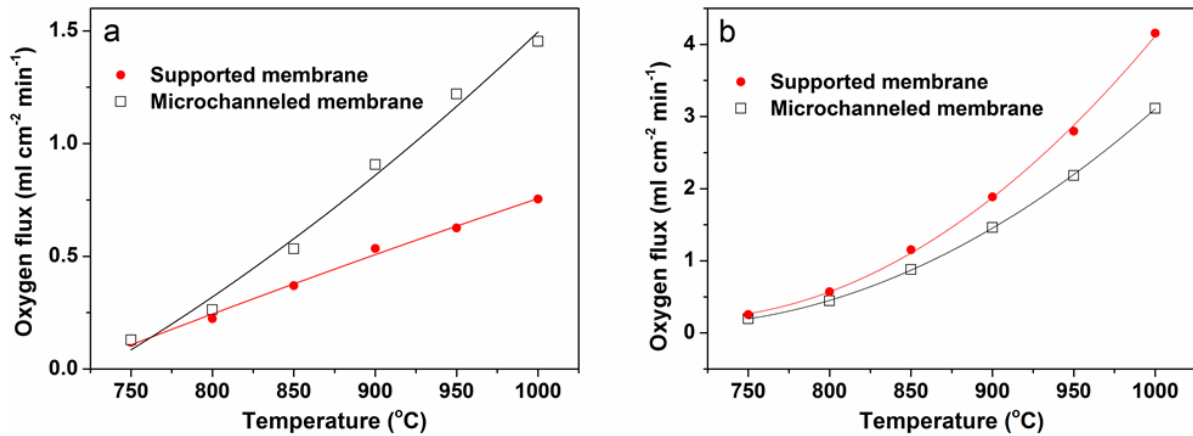 a
Supported membrane
Microchanneled membrane
Oxygen flux (ml cm⁻² min⁻¹)
1.5
1.0
0.5
0.0
750 800 850 900 950 1000
Temperature (°C)
b
Supported membrane
Microchanneled membrane
Oxygen flux (ml cm⁻² min⁻¹)
4
3
2
1
0
750 800 850 900 950 1000
Temperature (°C)